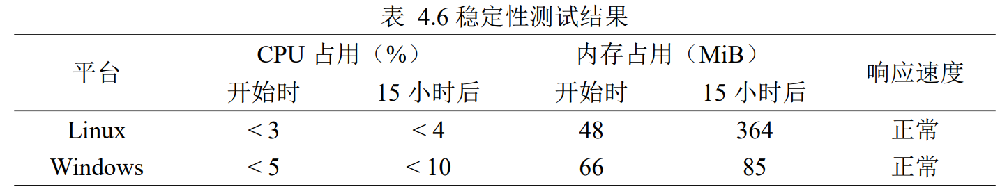 表 4.6 稳定性测试结果
平台 CPU 占用（%） 内存占用（MiB） 响应速度
开始时 15 小时后 开始时 15 小时后
Linux < 3 < 4 48 364 正常
Windows < 5 < 10 66 85 正常